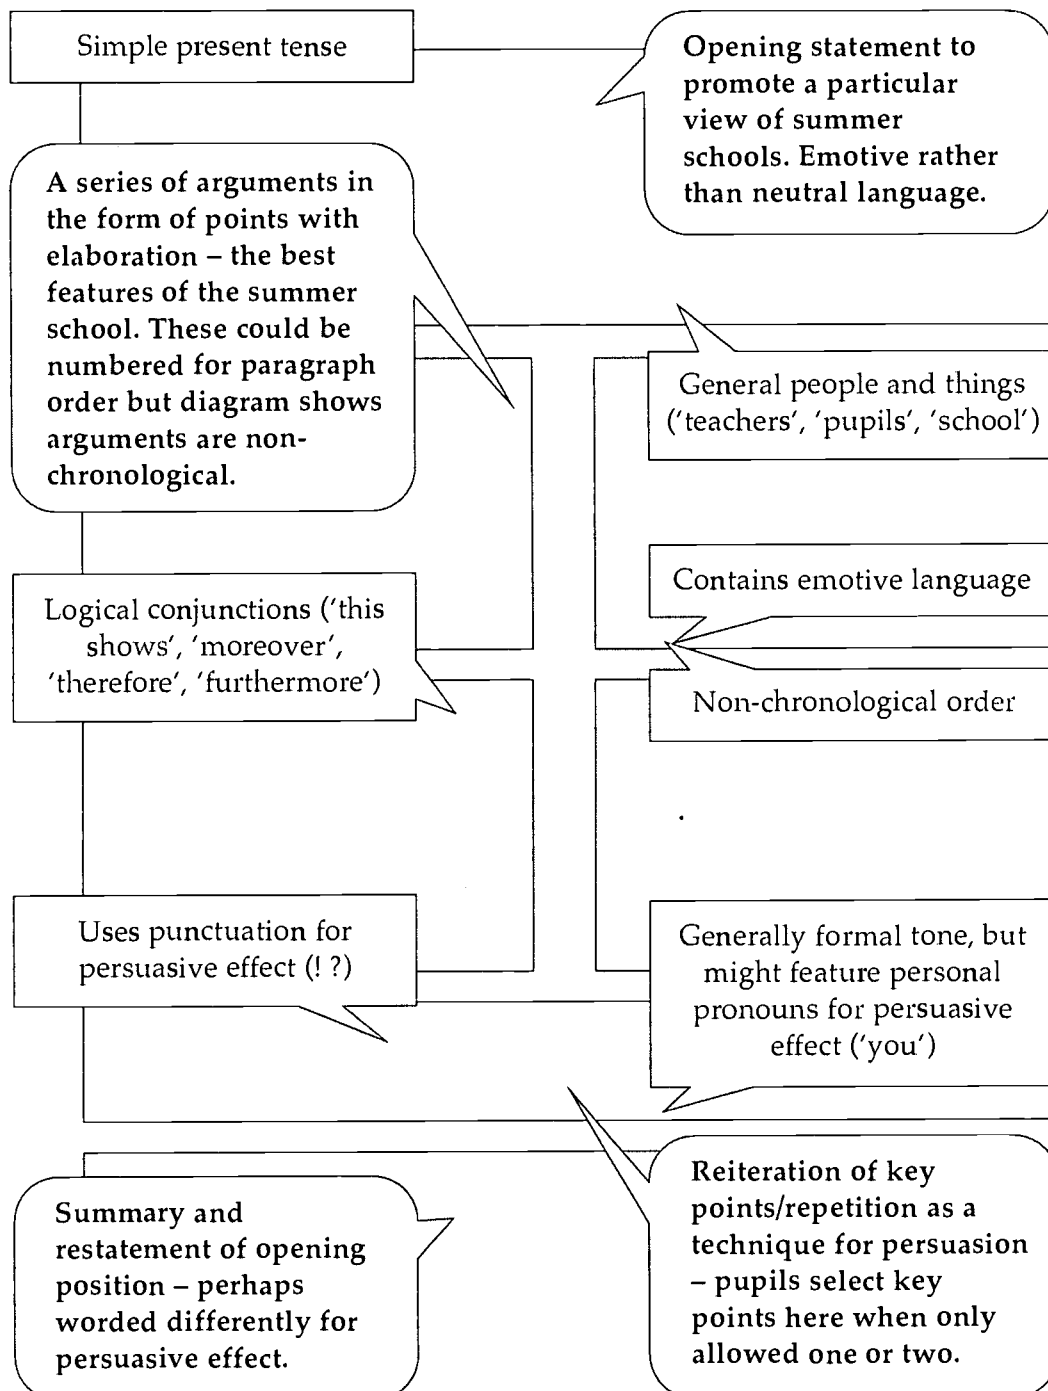 Simple present tense
Opening statement to
promote a particular
view of summer
schools. Emotive rather
than neutral language.
A series of arguments in
the form of points with
elaboration – the best
features of the summer
school. These could be
numbered for paragraph
order but diagram shows
arguments are non-
chronological.
General people and things
('teachers', 'pupils', 'school')
Contains emotive language
Logical conjunctions ('this
shows', 'moreover',
'therefore', 'furthermore')
Non-chronological order
Uses punctuation for
persuasive effect (! ?)
Generally formal tone, but
might feature personal
pronouns for persuasive
effect ('you')
Summary and
restatement of opening
position – perhaps
worded differently for
persuasive effect.
Reiteration of key
points/repetition as a
technique for persuasion
– pupils select key
points here when only
allowed one or two.